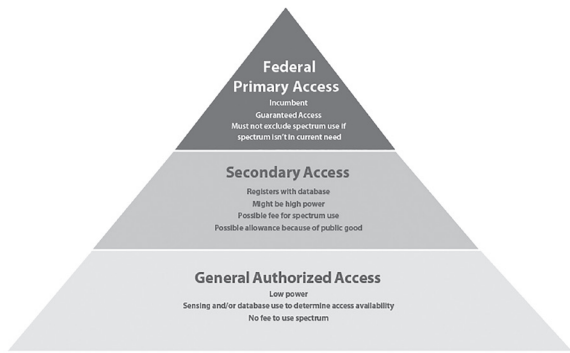 Federal
Primary Access
Incumbent
Guaranteed Access
Must not exclude spectrum use if
spectrum isn't in current need
Secondary Access
Registers with database
Might be high power
Possible fee for spectrum use
Possible allowance because of public good
General Authorized Access
Low power
Sensing and/or database use to determine access availability
No fee to use spectrum